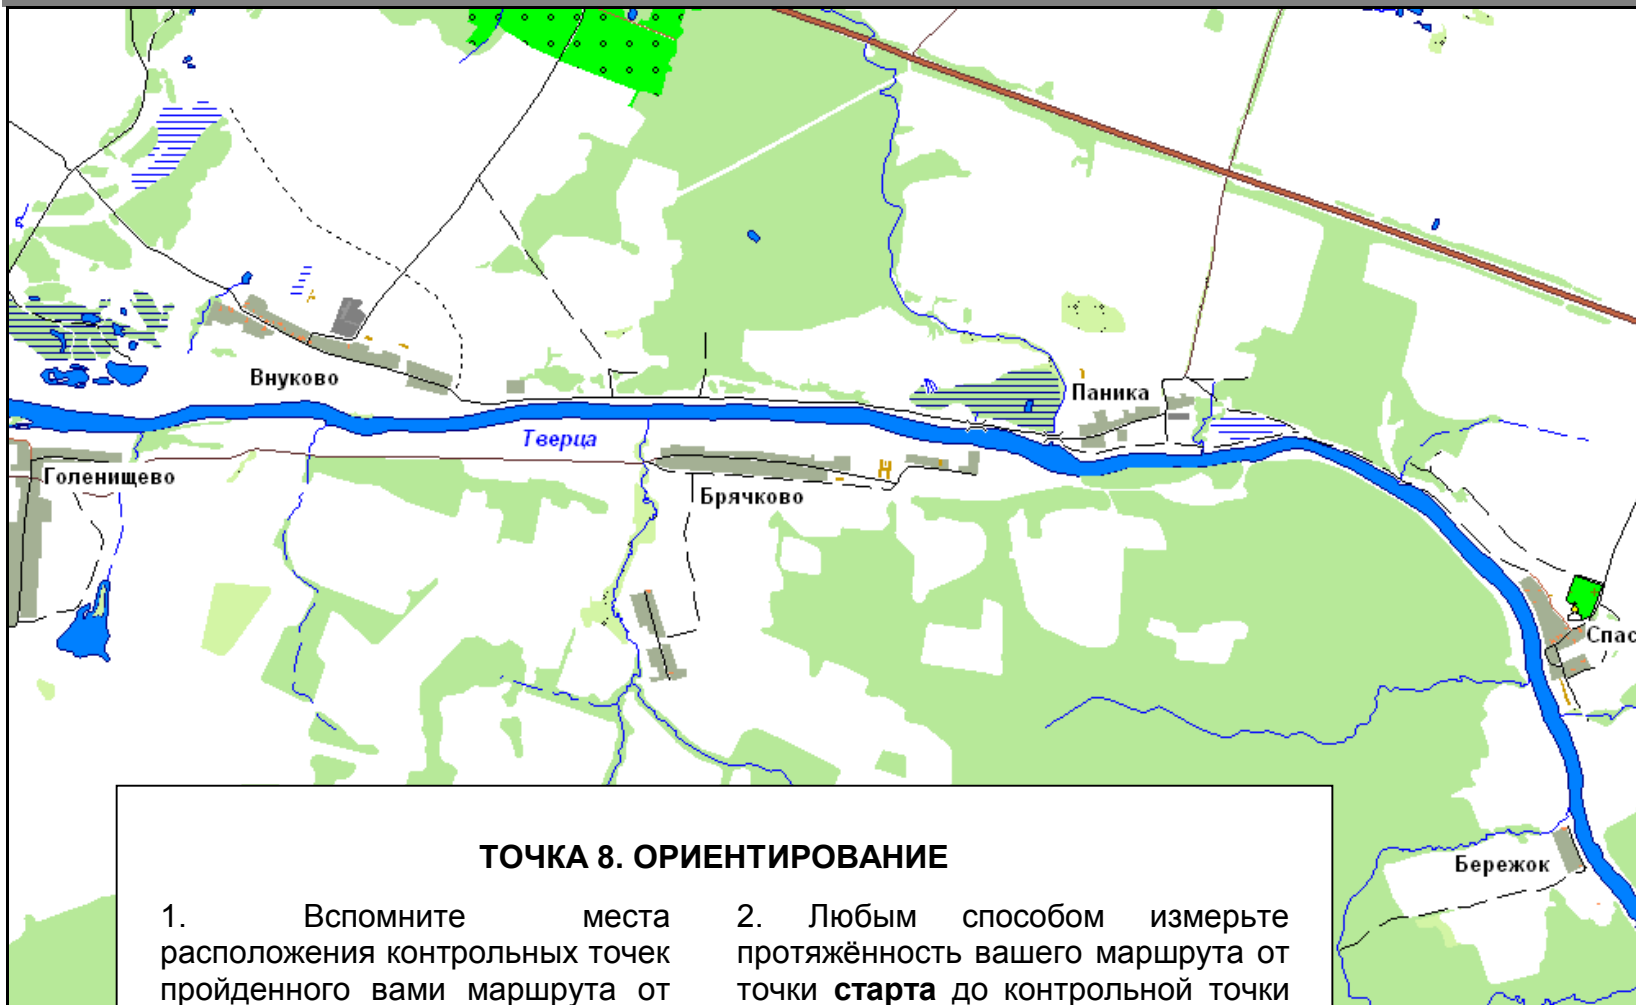 Внуково
Паника
Тверца
Голенищево
Брячково
Спас
Бережок
ТОЧКА 8. ОРИЕНТИРОВАНИЕ
1. Вспомните места
расположения контрольных точек
пройденного вами маршрута от
2. Любым способом измерьте
протяжённость вашего маршрута от
точки старта до контрольной точки